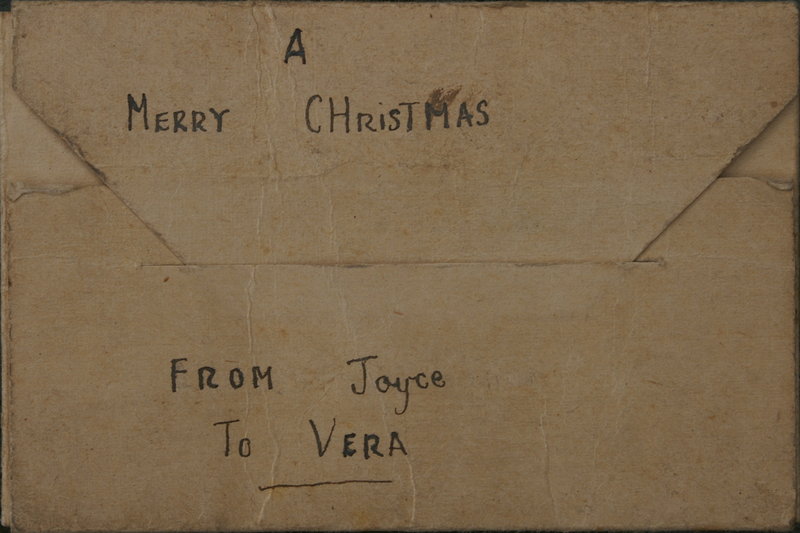 A
MERRY CHRiSTMAS
FROM Joyce
To VERA